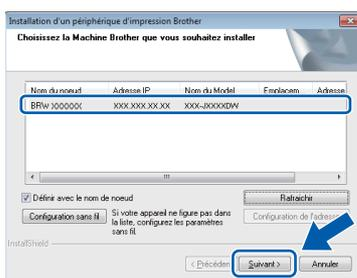 Installation d'un périphérique d'impression Brother
Choisissez la Machine Brother que vous souhaitez installer
Nom du noeud Adresse IP Nom du Model Emplacem Adresse
BRW XXXXXX XXX.XXX.XX.XX XXX-JXXXXDW
Définir avec le nom de noeud
Rafraichir
Configuration sans fil
Si votre appareil ne figure pas dans
la liste, configurez les paramètres
sans fil.
Configuration de l'adresse
InstallShield
< Précéden Suivant > Annuler